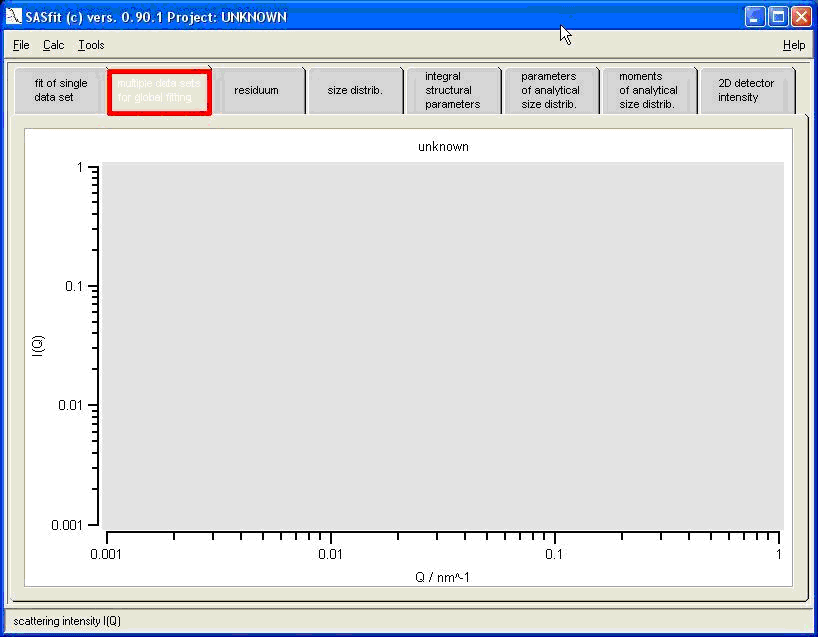 SASfit (c) vers. 0.90.1 Project: UNKNOWN
File Calc Tools Help
fit of single
data set
multiple data sets
for global fitting
residuum
size distrib.
integral
structural
parameters
parameters
of analytical
size distrib.
moments
of analytical
size distrib.
2D detector
intensity
unknown
1
0.1
0.01
0.001
I(Q)
0.001 0.01 0.1 1
Q / nm^-1
scattering intensity I(Q)